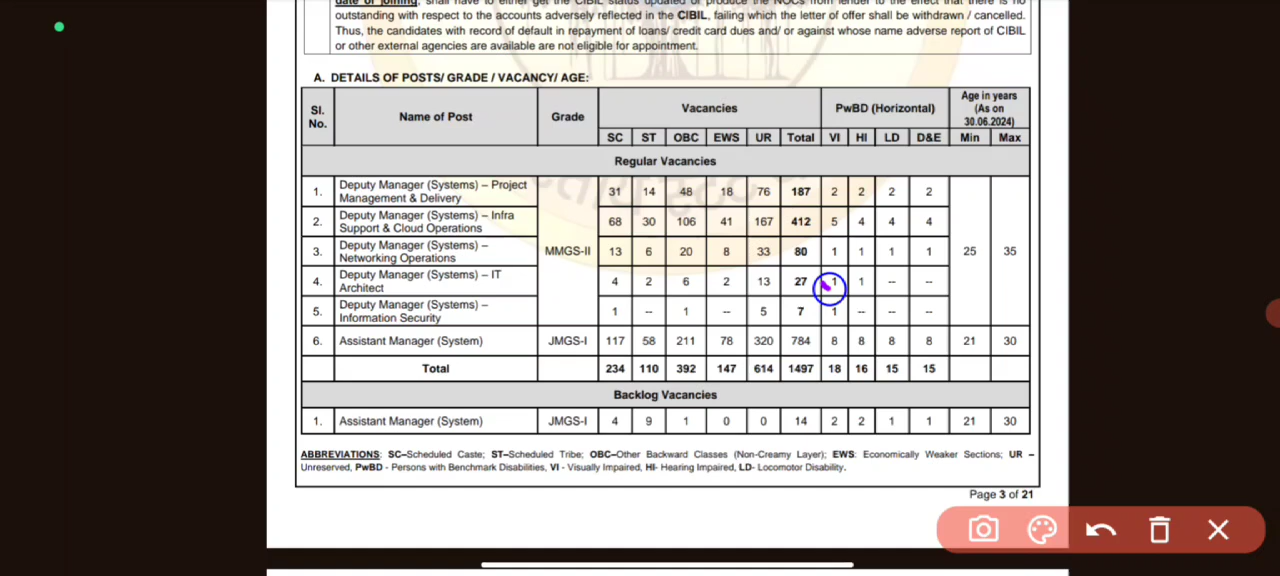 date of joining, shall have to either get the CIBIL status updated or produce the NOCs from lender to the effect that there is no
outstanding with respect to the accounts adversely reflected in the CIBIL, failing which the letter of offer shall be withdrawn / cancelled.
Thus, the candidates with record of default in repayment of loans/ credit card dues and/ or against whose name adverse report of CIBIL
or other external agencies are available are not eligible for appointment.
A. DETAILS OF POSTS/ GRADE / VACANCY/ AGE:
Sl. No. Name of Post Grade Vacancies PwBD (Horizontal) Age in years (As on 30.06.2024)
SC ST OBC EWS UR Total VI HI LD D&E Min Max
Regular Vacancies
1. Deputy Manager (Systems) – Project Management & Delivery MMGS-II 31 14 48 18 76 187 2 2 2 2 25 35
2. Deputy Manager (Systems) – Infra Support & Cloud Operations 68 30 106 41 167 412 5 4 4 4
3. Deputy Manager (Systems) – Networking Operations 13 6 20 8 33 80 1 1 1 1
4. Deputy Manager (Systems) – IT Architect 4 2 6 2 13 27 1 1 -- --
5. Deputy Manager (Systems) – Information Security 1 -- 1 -- 5 7 1 -- -- --
6. Assistant Manager (System) JMGS-I 117 58 211 78 320 784 8 8 8 8 21 30
Total 234 110 392 147 614 1497 18 16 15 15
Backlog Vacancies
1. Assistant Manager (System) JMGS-I 4 9 1 0 0 14 2 2 1 1 21 30
ABBREVIATIONS: SC–Scheduled Caste; ST–Scheduled Tribe; OBC–Other Backward Classes (Non-Creamy Layer); EWS: Economically Weaker Sections; UR –
Unreserved, PwBD - Persons with Benchmark Disabilities, VI - Visually Impaired, HI- Hearing Impaired, LD- Locomotor Disability.
Page 3 of 21